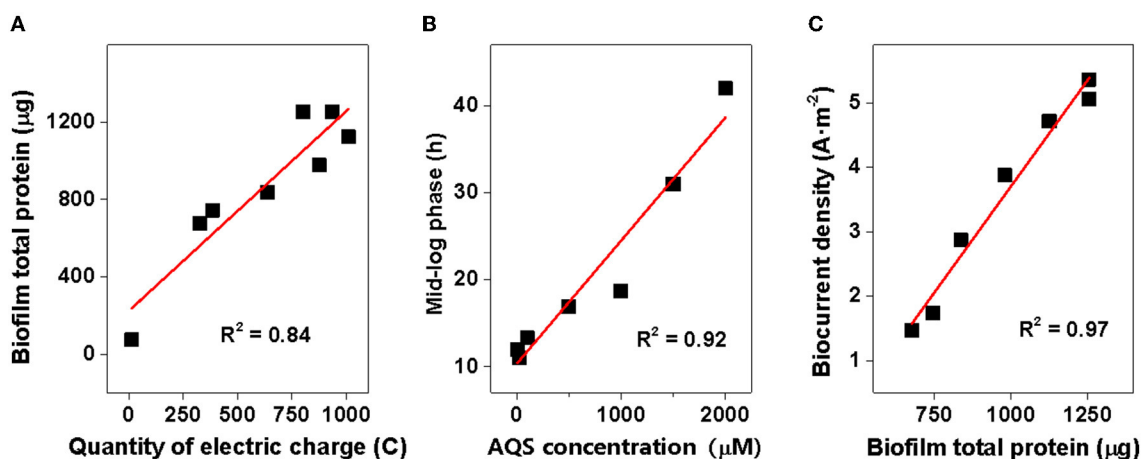 A
Biofilm total protein (μg)
1200
800
400
0
R² = 0.84
0 250 500 750 1000
Quantity of electric charge (C)
B
Mid-log phase (h)
40
30
20
10
R² = 0.92
0 1000 2000
AQS concentration (μM)
C
Biocurrent density (A·m⁻²)
5
4
3
2
1
R² = 0.97
750 1000 1250
Biofilm total protein (μg)